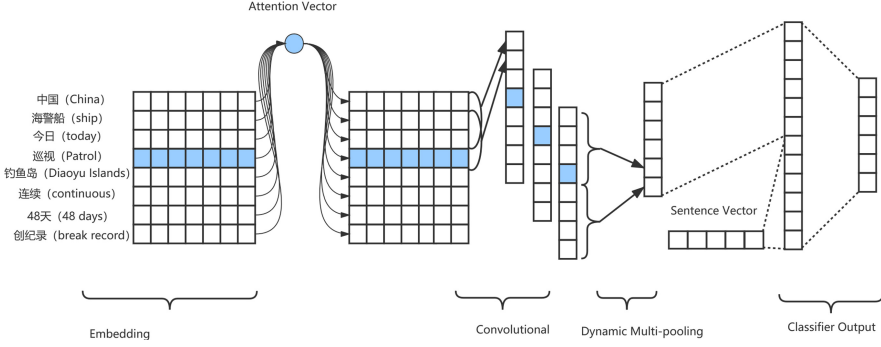 Attention Vector
中国（China）
海警船（ship）
今日（today）
巡视（Patrol）
钓鱼岛（Diaoyu Islands）
连续（continuous）
48天（48 days）
创纪录（break record）
Sentence Vector
Embedding
Convolutional
Dynamic Multi-pooling
Classifier Output